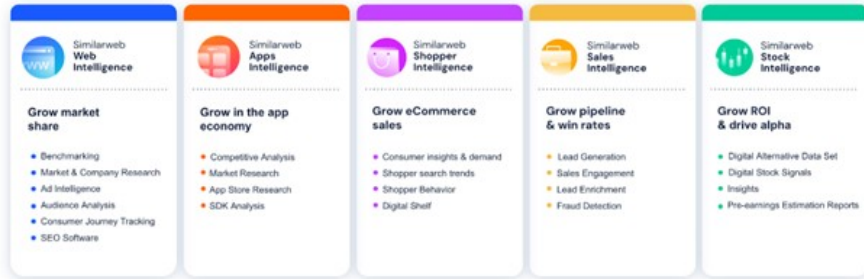 Similarweb
Web
Intelligence
Grow market
share
Benchmarking
Market & Company Research
Ad Intelligence
Audience Analysis
Consumer Journey Tracking
SEO Software
Similarweb
Apps
Intelligence
Grow in the app
economy
Competitive Analysis
Market Research
App Store Research
SDK Analysis
Similarweb
Shopper
Intelligence
Grow eCommerce
sales
Consumer insights & demand
Shopper search trends
Shopper Behavior
Digital Shelf
Similarweb
Sales
Intelligence
Grow pipeline
& win rates
Lead Generation
Sales Engagement
Lead Enrichment
Fraud Detection
Similarweb
Stock
Intelligence
Grow ROI
& drive alpha
Digital Alternative Data Set
Digital Stock Signals
Insights
Pre-earnings Estimation Reports